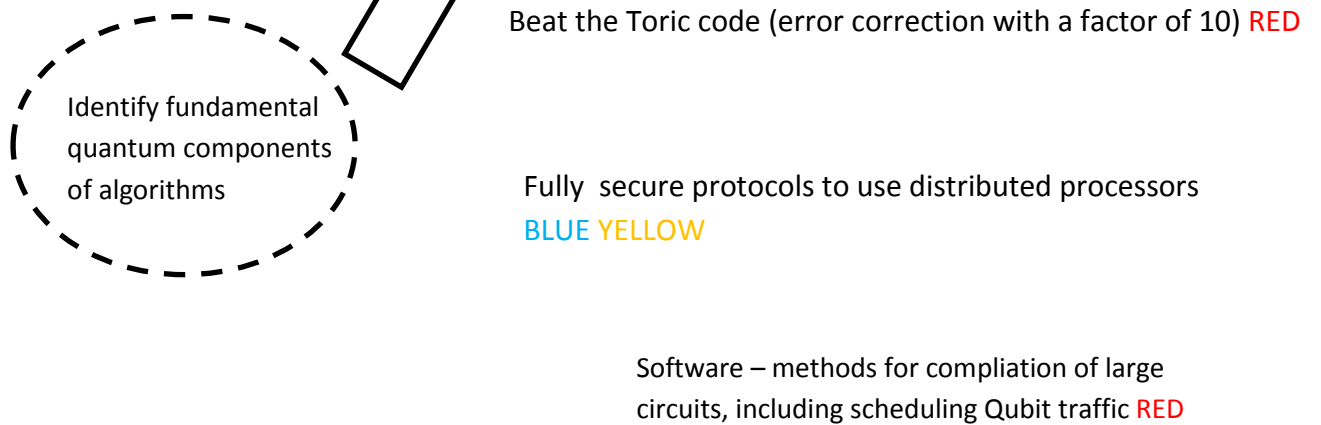 Beat the Toric code (error correction with a factor of 10) RED
Identify fundamental
quantum components
of algorithms
Fully secure protocols to use distributed processors
BLUE YELLOW
Software – methods for compliation of large
circuits, including scheduling Qubit traffic RED